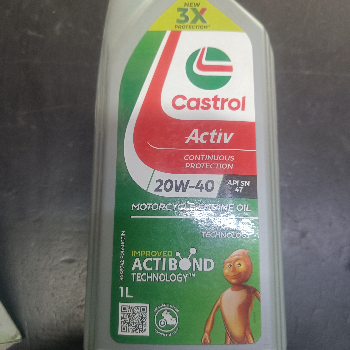 NEW
3X
PROTECTION
Castrol
Activ
CONTINUOUS
PROTECTION
20W-40
API SN
4T
MOTORCYCLE ENGINE OIL
TECHNOLOGY
IMPROVED
ACTIBOND
TECHNOLOGY™
1L